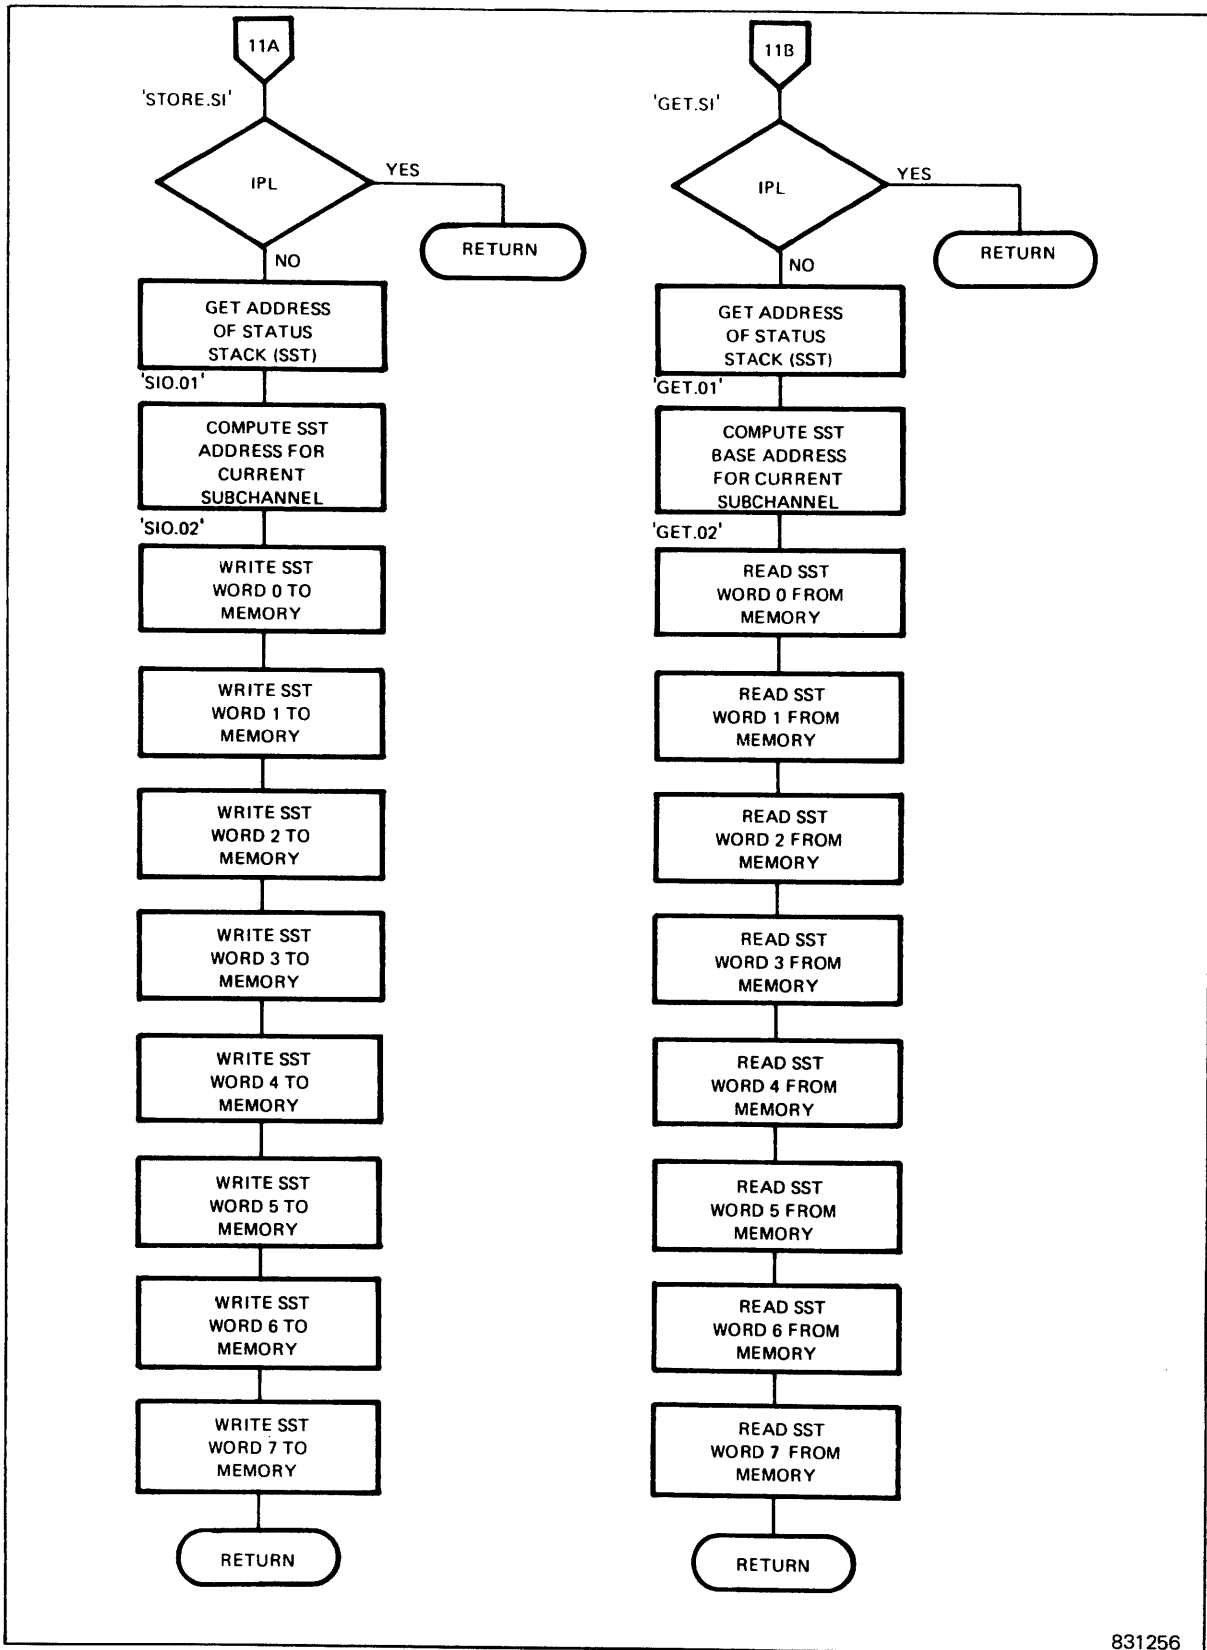 11A
'STORE.SI'
IPL
YES
RETURN
NO
GET ADDRESS
OF STATUS
STACK (SST)
'SIO.01'
COMPUTE SST
ADDRESS FOR
CURRENT
SUBCHANNEL
'SIO.02'
WRITE SST
WORD 0 TO
MEMORY
WRITE SST
WORD 1 TO
MEMORY
WRITE SST
WORD 2 TO
MEMORY
WRITE SST
WORD 3 TO
MEMORY
WRITE SST
WORD 4 TO
MEMORY
WRITE SST
WORD 5 TO
MEMORY
WRITE SST
WORD 6 TO
MEMORY
WRITE SST
WORD 7 TO
MEMORY
RETURN
11B
'GET.SI'
IPL
YES
RETURN
NO
GET ADDRESS
OF STATUS
STACK (SST)
'GET.01'
COMPUTE SST
BASE ADDRESS
FOR CURRENT
SUBCHANNEL
'GET.02'
READ SST
WORD 0 FROM
MEMORY
READ SST
WORD 1 FROM
MEMORY
READ SST
WORD 2 FROM
MEMORY
READ SST
WORD 3 FROM
MEMORY
READ SST
WORD 4 FROM
MEMORY
READ SST
WORD 5 FROM
MEMORY
READ SST
WORD 6 FROM
MEMORY
READ SST
WORD 7 FROM
MEMORY
RETURN
831256